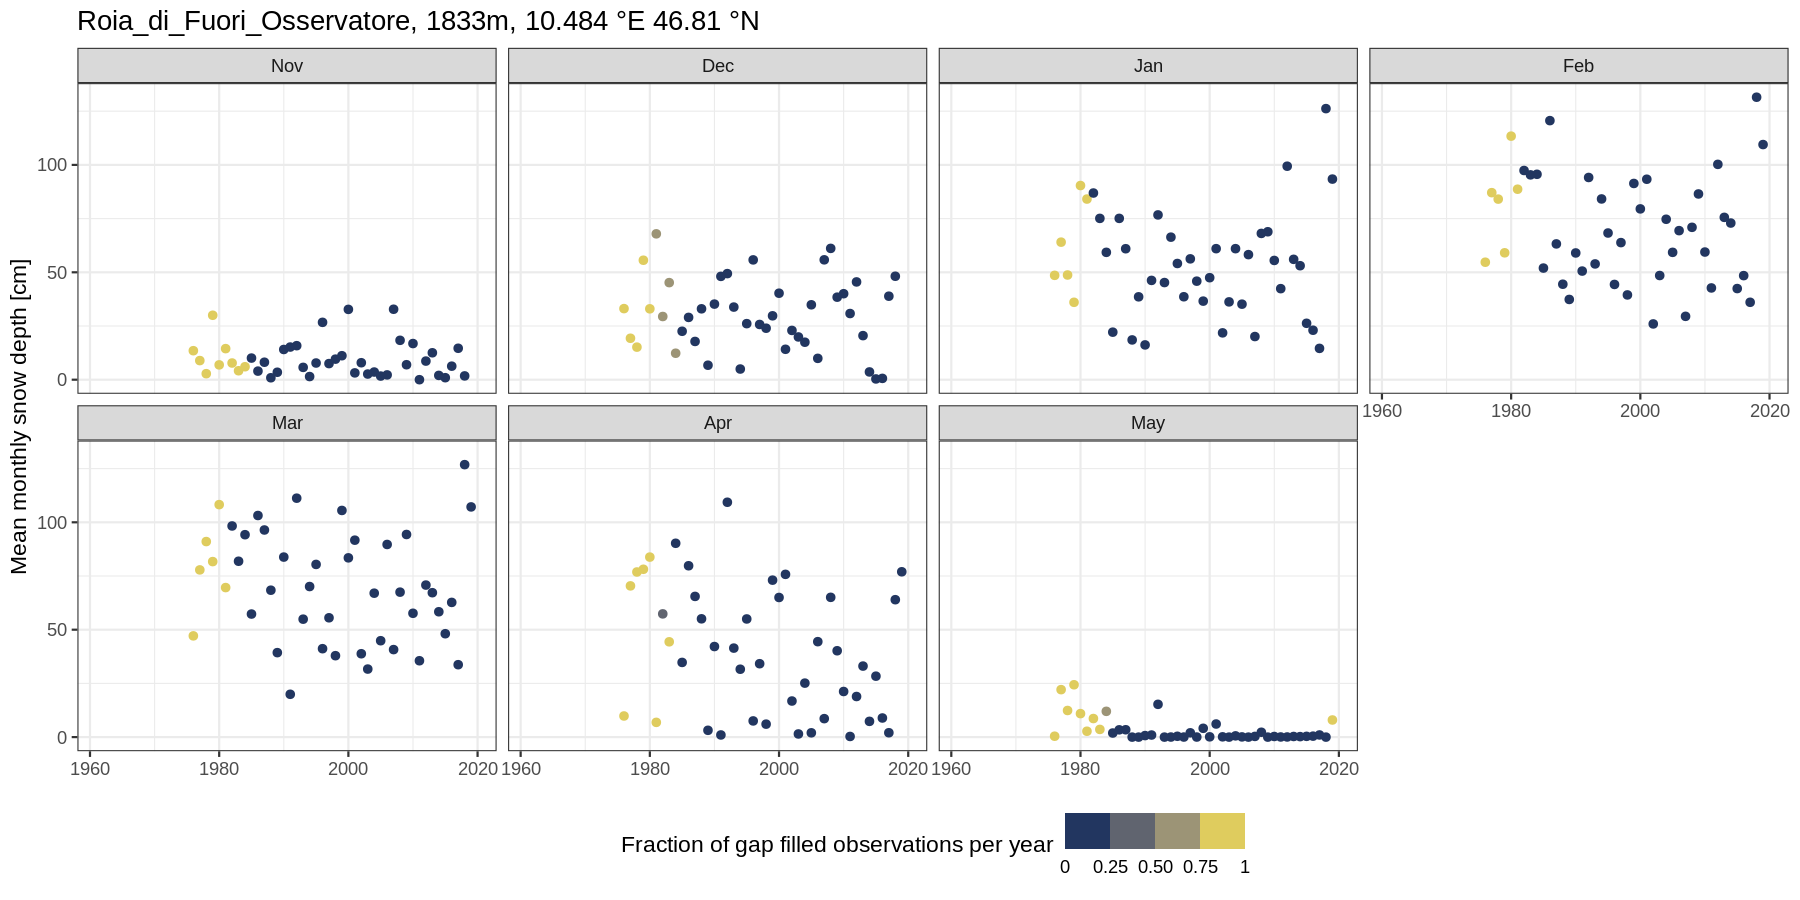 Roia_di_Fuori_Osservatore, 1833m, 10.484 °E 46.81 °N
Nov Dec Jan Feb
100
50
0
1960 1980 2000 2020
Mar Apr May
100
50
0
1960 1980 2000 2020 1960 1980 2000 2020 1960 1980 2000 2020
Mean monthly snow depth [cm]
Fraction of gap filled observations per year
0 0.25 0.50 0.75 1